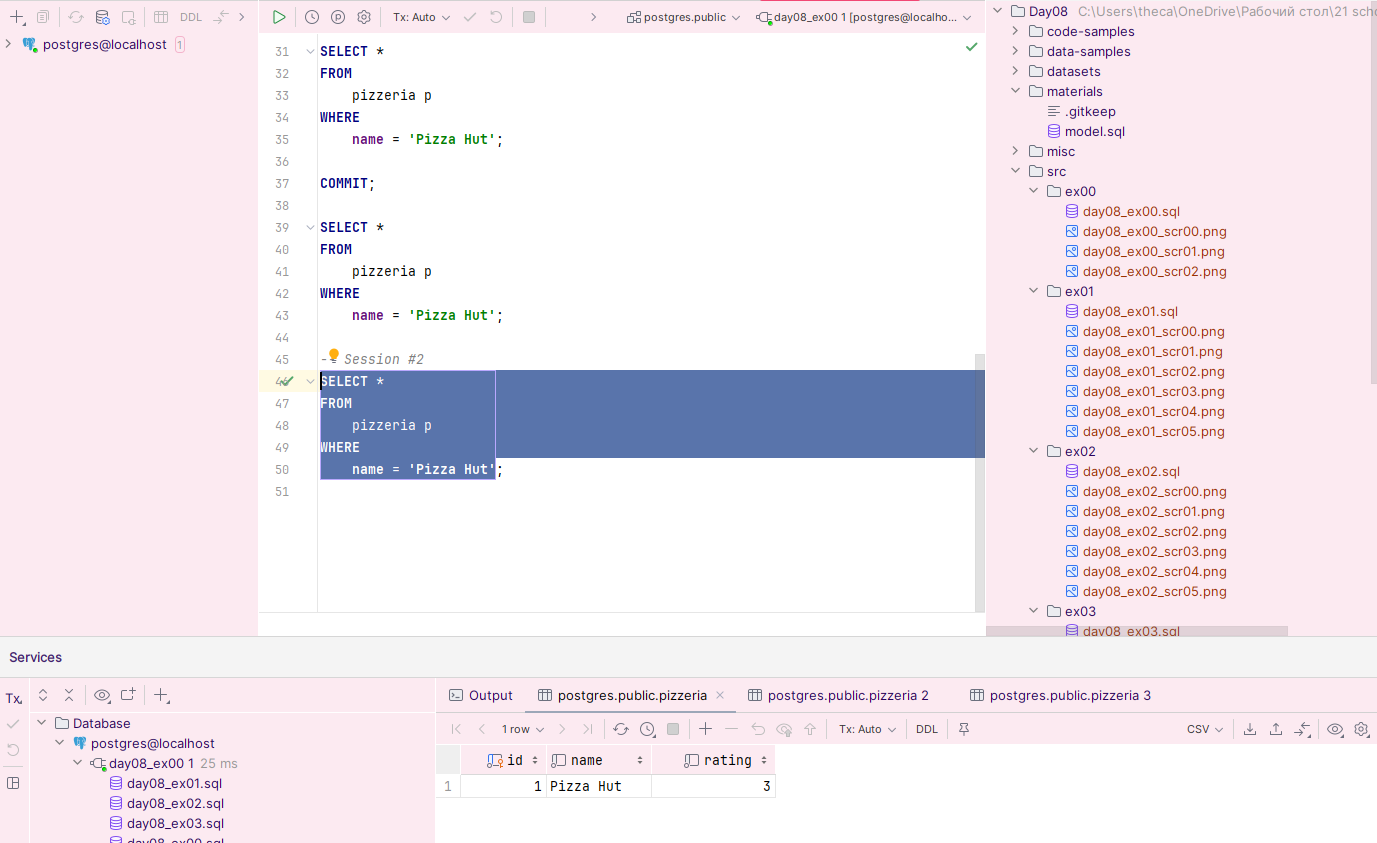 DDL
Tx: Auto
postgres.public
day08_ex00 1 [postgres@localho...
postgres@localhost 1
31 SELECT *
32 FROM
33 pizzeria p
34 WHERE
35 name = 'Pizza Hut';
36
37 COMMIT;
38
39 SELECT *
40 FROM
41 pizzeria p
42 WHERE
43 name = 'Pizza Hut';
44
45 -- Session #2
46 SELECT *
47 FROM
48 pizzeria p
49 WHERE
50 name = 'Pizza Hut';
51
Day08 C:\Users\theca\OneDrive\Рабочий стол\21 scho
code-samples
data-samples
datasets
materials
.gitkeep
model.sql
misc
src
ex00
day08_ex00.sql
day08_ex00_scr00.png
day08_ex00_scr01.png
day08_ex00_scr02.png
ex01
day08_ex01.sql
day08_ex01_scr00.png
day08_ex01_scr01.png
day08_ex01_scr02.png
day08_ex01_scr03.png
day08_ex01_scr04.png
day08_ex01_scr05.png
ex02
day08_ex02.sql
day08_ex02_scr00.png
day08_ex02_scr01.png
day08_ex02_scr02.png
day08_ex02_scr03.png
day08_ex02_scr04.png
day08_ex02_scr05.png
ex03
day08_ex03.sql
Services
Tx
Database
postgres@localhost
day08_ex00 1 25 ms
day08_ex01.sql
day08_ex02.sql
day08_ex03.sql
day08_ex00.sql
Output
postgres.public.pizzeria
postgres.public.pizzeria 2
postgres.public.pizzeria 3
1 row
Tx: Auto
DDL
CSV
id name rating
1 1 Pizza Hut 3